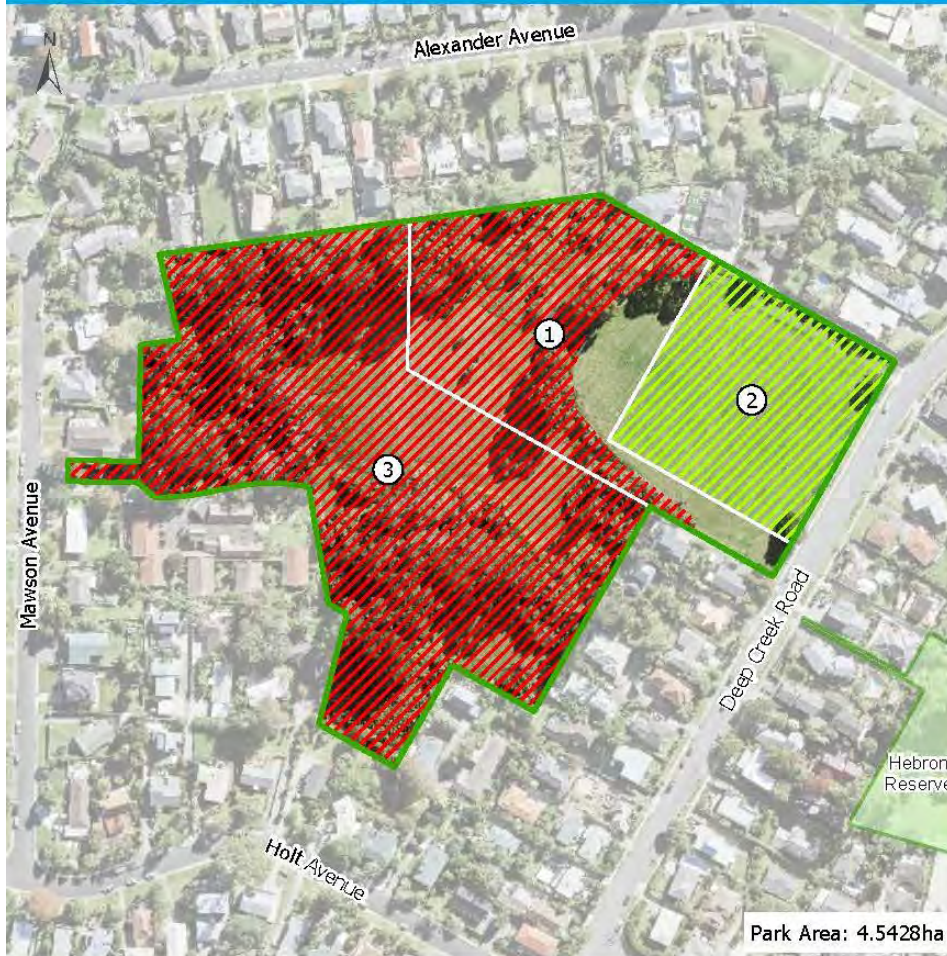 N
Alexander Avenue
1
2
3
Mawson Avenue
Deep Creek Road
Hebron
Reserve
Holt Avenue
Park Area: 4.5428ha